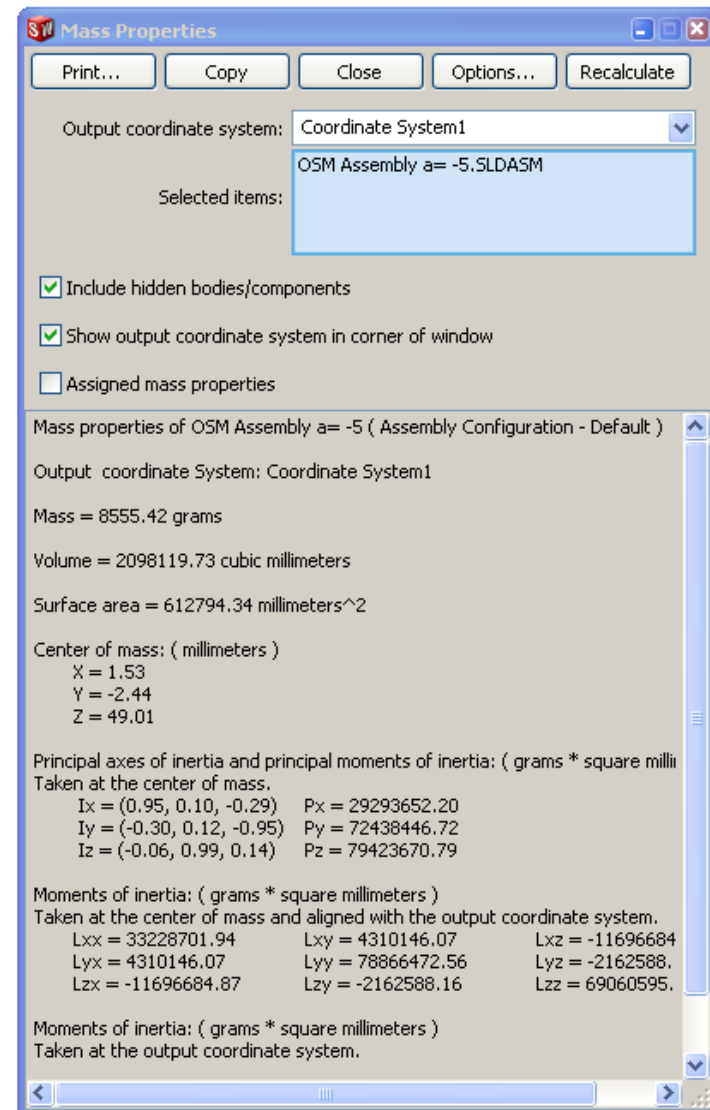 SW Mass Properties
Print... Copy Close Options... Recalculate
Output coordinate system: Coordinate System1
Selected items: OSM Assembly a= -5.SLDASM
Include hidden bodies/components
Show output coordinate system in corner of window
Assigned mass properties
Mass properties of OSM Assembly a= -5 ( Assembly Configuration - Default )
Output coordinate System: Coordinate System1
Mass = 8555.42 grams
Volume = 2098119.73 cubic millimeters
Surface area = 612794.34 millimeters^2
Center of mass: ( millimeters )
X = 1.53
Y = -2.44
Z = 49.01
Principal axes of inertia and principal moments of inertia: ( grams * square milli
Taken at the center of mass.
Ix = (0.95, 0.10, -0.29) Px = 29293652.20
Iy = (-0.30, 0.12, -0.95) Py = 72438446.72
Iz = (-0.06, 0.99, 0.14) Pz = 79423670.79
Moments of inertia: ( grams * square millimeters )
Taken at the center of mass and aligned with the output coordinate system.
Lxx = 33228701.94 Lxy = 4310146.07 Lxz = -11696684
Lyx = 4310146.07 Lyy = 78866472.56 Lyz = -2162588.
Lzx = -11696684.87 Lzy = -2162588.16 Lzz = 69060595.
Moments of inertia: ( grams * square millimeters )
Taken at the output coordinate system.